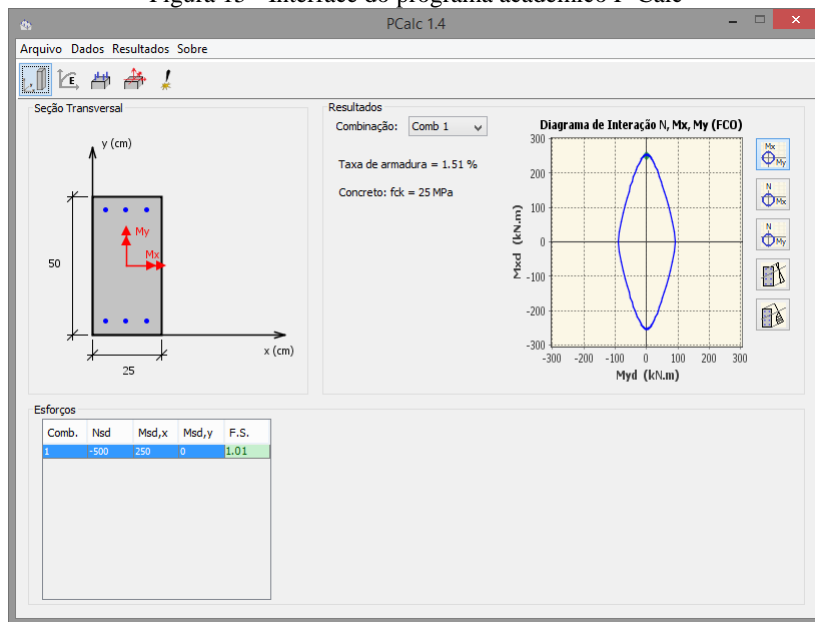 Figura 15 - Interface do programa acadêmico P-Calc
PCalc 1.4
Arquivo Dados Resultados Sobre
E
Seção Transversal
y (cm)
My
Mx
50
25
x (cm)
Resultados
Combinação: Comb 1
Taxa de armadura = 1.51 %
Concreto: fck = 25 MPa
Diagrama de Interação N, Mx, My (FCO)
Mxd (kN.m)
300
200
100
0
-100
-200
-300
-300 -200 -100 0 100 200 300
Myd (kN.m)
Mx
My
N
Mx
N
My
Esforços
Comb. Nsd Msd,x Msd,y F.S.
1 -500 250 0 1.01